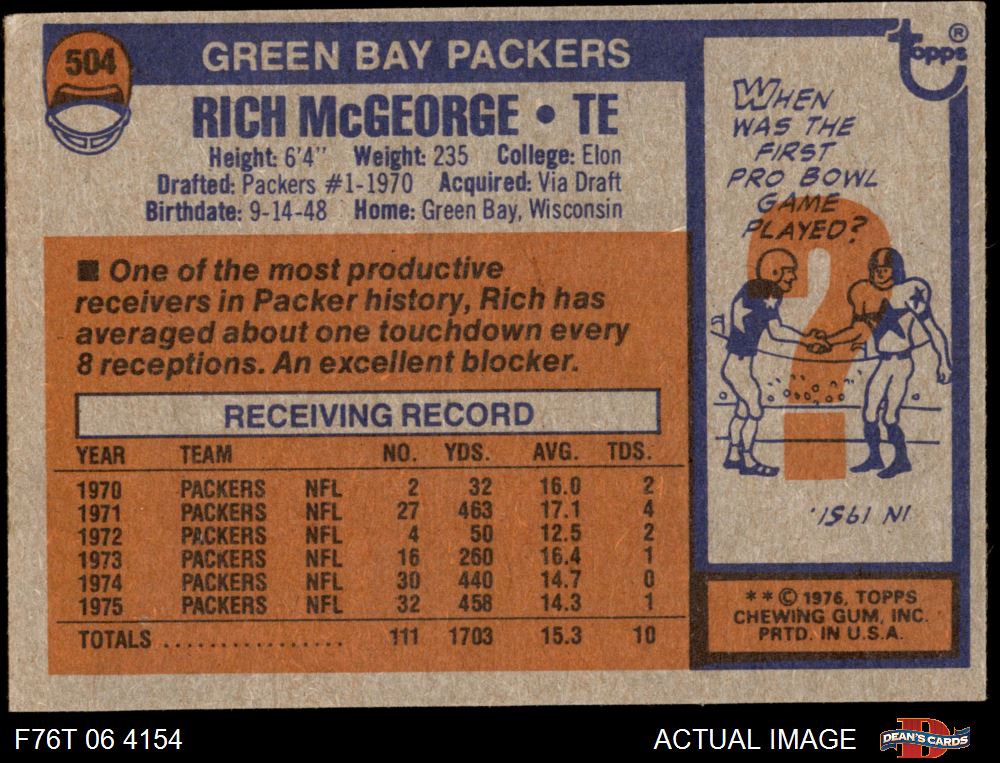 504
GREEN BAY PACKERS
RICH McGEORGE • TE
Height: 6'4" Weight: 235 College: Elon
Drafted: Packers #1-1970 Acquired: Via Draft
Birthdate: 9-14-48 Home: Green Bay, Wisconsin
■ One of the most productive
receivers in Packer history, Rich has
averaged about one touchdown every
8 receptions. An excellent blocker.
RECEIVING RECORD
YEAR TEAM NO. YDS. AVG. TDS.
1970 PACKERS NFL 2 32 16.0 2
1971 PACKERS NFL 27 463 17.1 4
1972 PACKERS NFL 4 50 12.5 2
1973 PACKERS NFL 16 260 16.4 1
1974 PACKERS NFL 30 440 14.7 0
1975 PACKERS NFL 32 458 14.3 1
TOTALS ................ 111 1703 15.3 10
Topps ®
WHEN
WAS THE
FIRST
PRO BOWL
GAME
PLAYED?
?
IN 1951.
** © 1976, TOPPS
CHEWING GUM, INC.
PRTD. IN U.S.A.
F76T 06 4154
ACTUAL IMAGE
D
DEAN'S CARDS